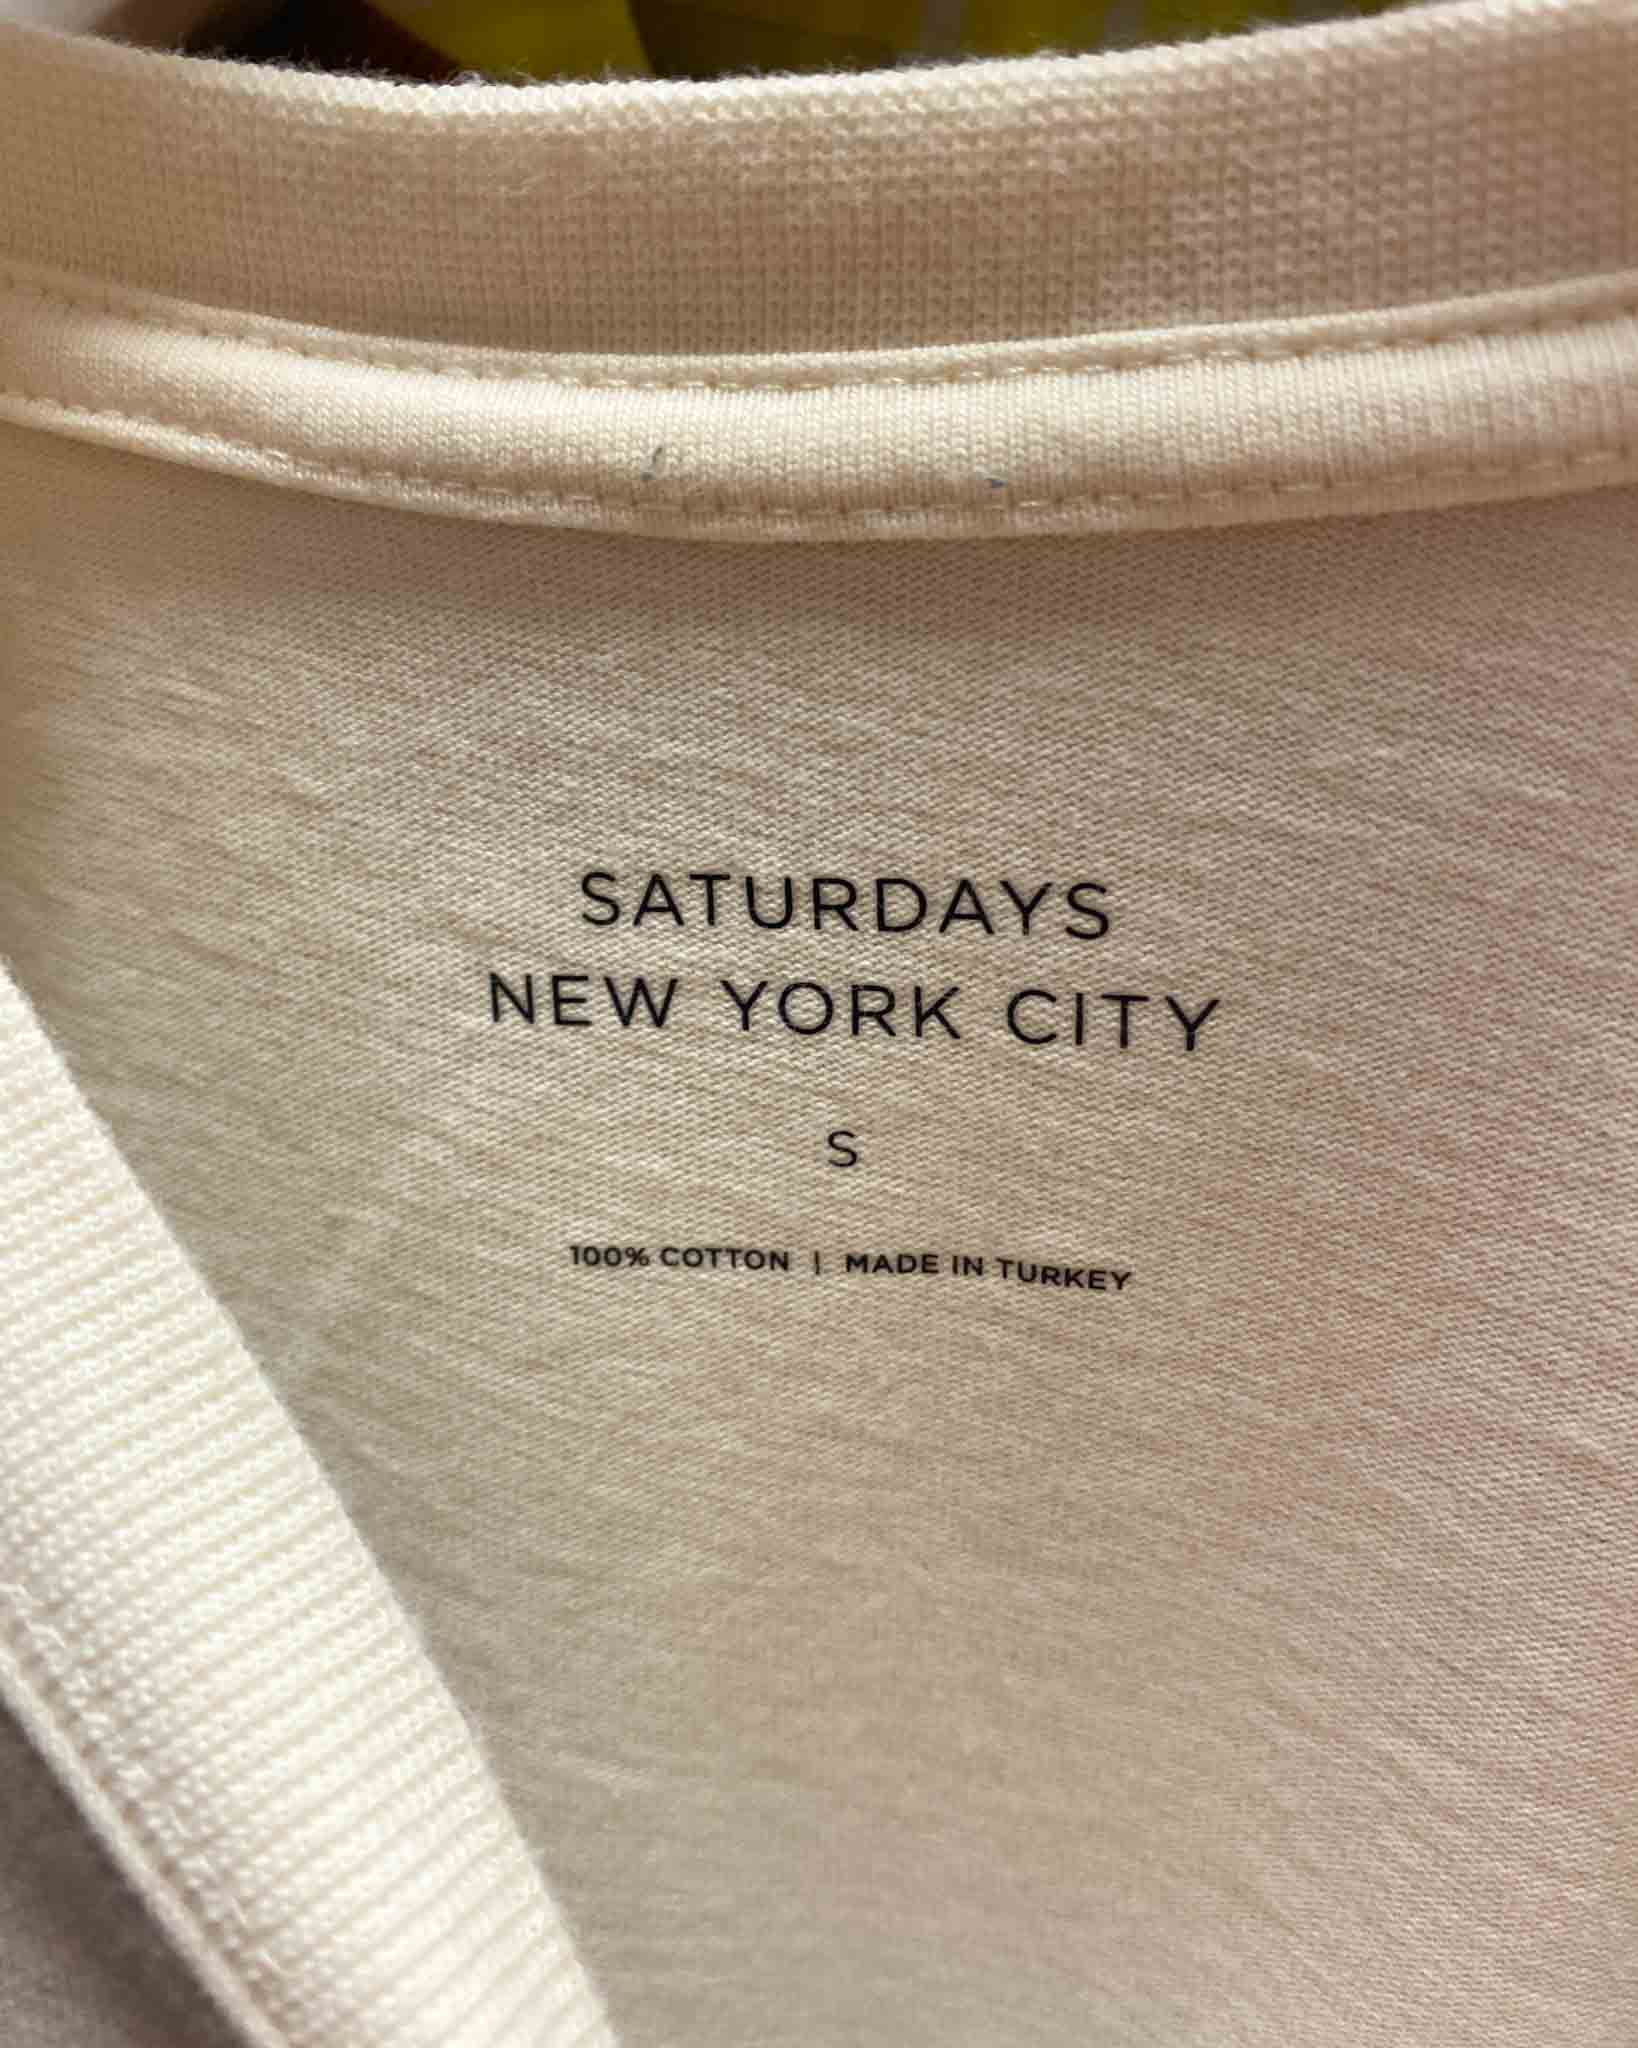 SATURDAYS
NEW YORK CITY
S
100% COTTON | MADE IN TURKEY